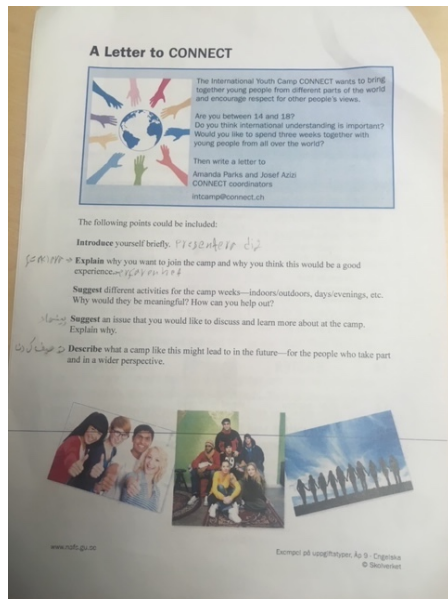 A Letter to CONNECT
The International Youth Camp CONNECT wants to bring
together young people from different parts of the world
and encourage respect for other people's views.
Are you between 14 and 18?
Do you think international understanding is important?
Would you like to spend three weeks together with
young people from all over the world?
Then write a letter to
Amanda Parks and Josef Azizi
CONNECT coordinators
intcamp@connect.ch
The following points could be included:
Introduce yourself briefly. Presentera dig
Explain why you want to join the camp and why you think this would be a good
experience.
Suggest different activities for the camp weeks—indoors/outdoors, days/evenings, etc.
Why would they be meaningful? How can you help out?
Suggest an issue that you would like to discuss and learn more about at the camp.
Explain why.
Describe what a camp like this might lead to in the future—for the people who take part
and in a wider perspective.
www.nafs.gu.se
Exempel på uppgiftstyper, Åp 9 - Engelska
© Skolverket